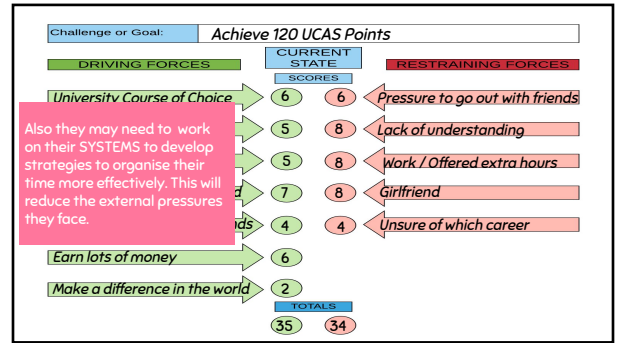 Challenge or Goal: Achieve 120 UCAS Points
DRIVING FORCES
CURRENT
STATE
RESTRAINING FORCES
SCORES
University Course of Choice 6 6 Pressure to go out with friends
5 8 Lack of understanding
5 8 Work / Offered extra hours
7 8 Girlfriend
4 4 Unsure of which career
Also they may need to work
on their SYSTEMS to develop
strategies to organise their
time more effectively. This will
reduce the external pressures
they face.
Earn lots of money 6
Make a difference in the world 2
TOTALS
35 34